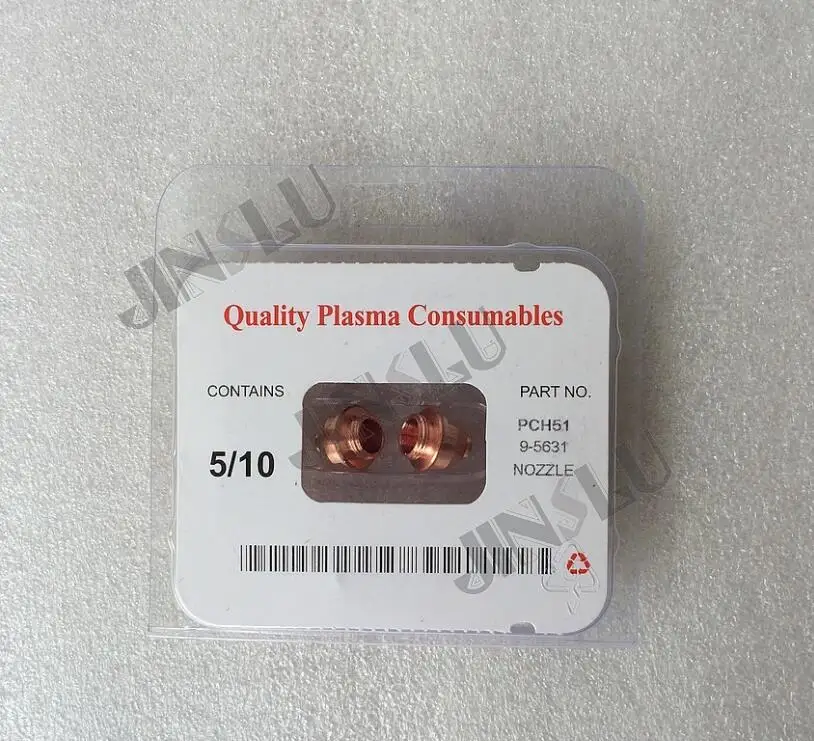 JINSLU
Quality Plasma Consumables
CONTAINS
PART NO.
JINSLU
PCH51
9-5631
5/10
NOZZLE
JINSLU